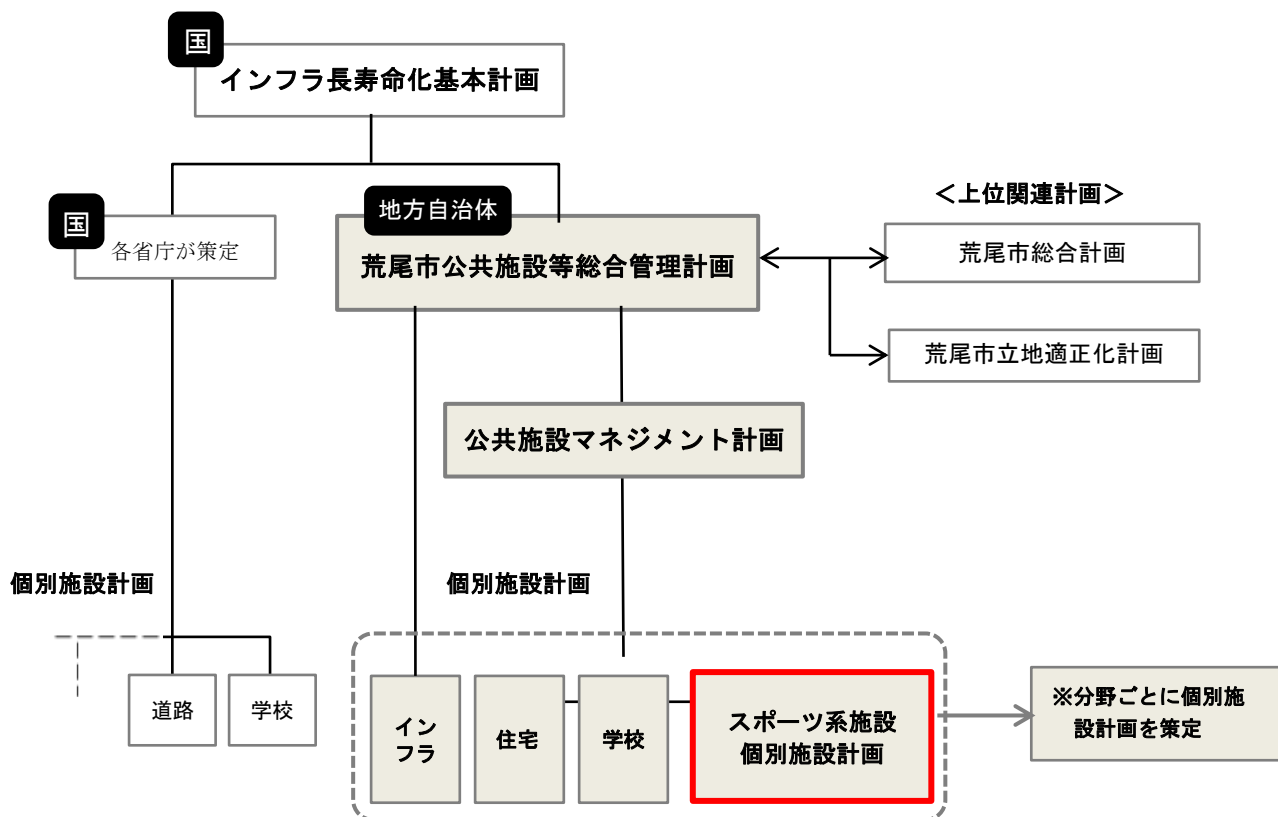 国
インフラ長寿命化基本計画
国
各省庁が策定
地方自治体
荒尾市公共施設等総合管理計画
＜上位関連計画＞
荒尾市総合計画
荒尾市立地適正化計画
公共施設マネジメント計画
個別施設計画
個別施設計画
道路
学校
イン
フラ
住宅
学校
スポーツ系施設
個別施設計画
※分野ごとに個別施
設計画を策定